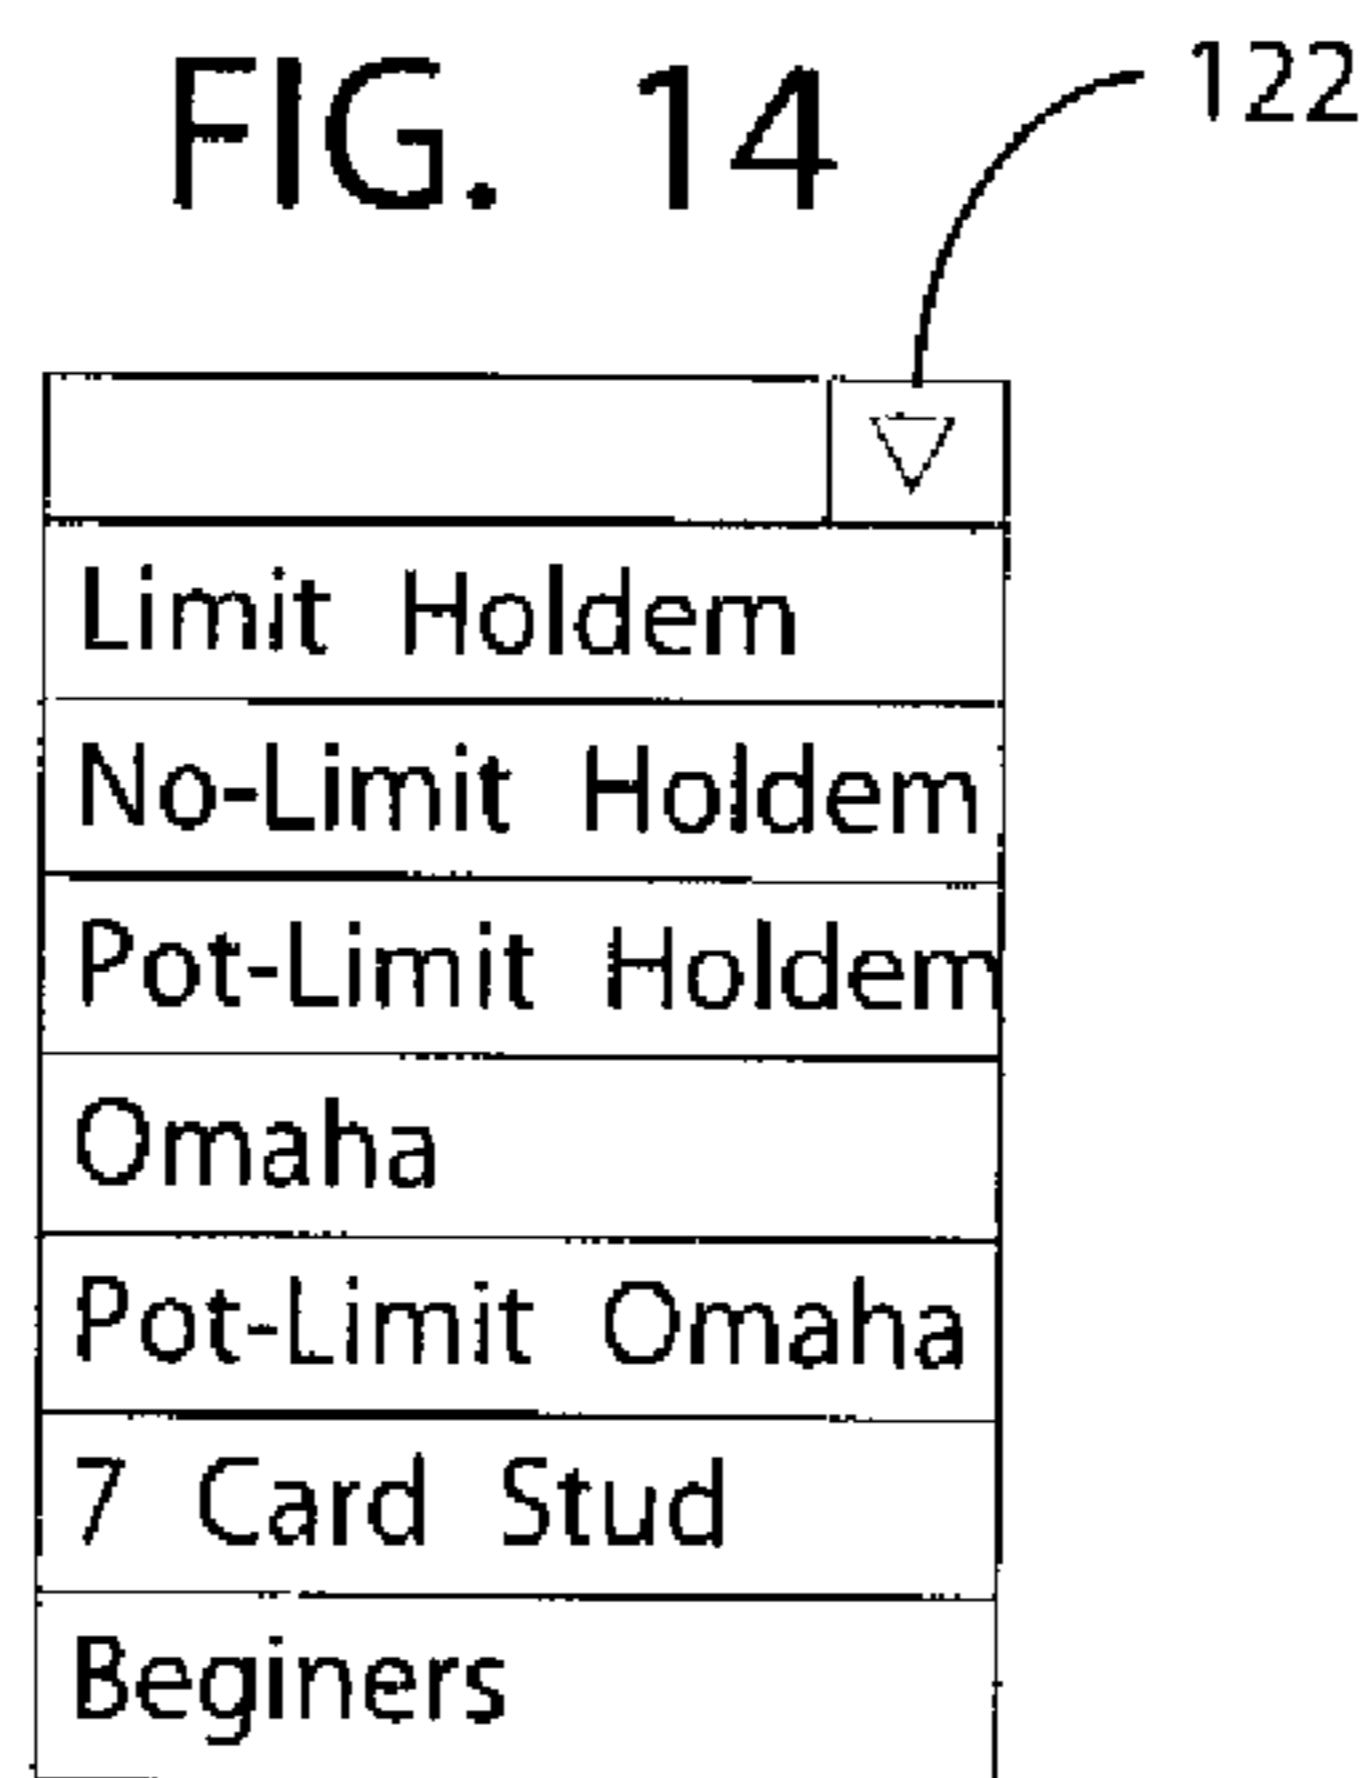 FIG. 14
122
Limit Holdem
No-Limit Holdem
Pot-Limit Holdem
Omaha
Pot-Limit Omaha
7 Card Stud
Beginers